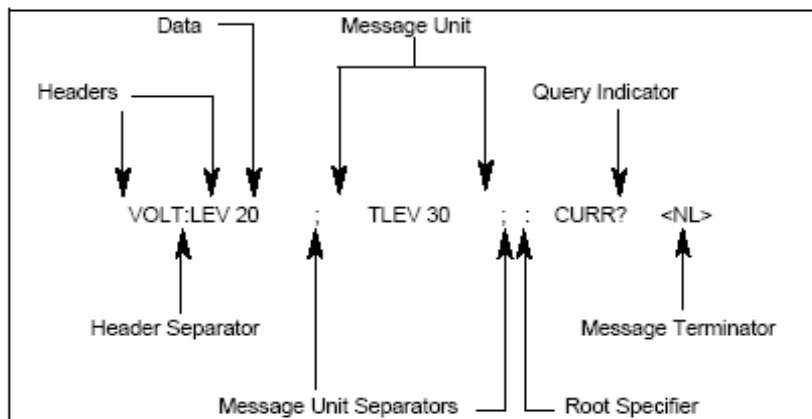 Data
Message Unit
Headers
Query Indicator
VOLT:LEV 20 ; TLEV 30 ; : CURR? <NL>
Header Separator
Message Terminator
Message Unit Separators
Root Specifier